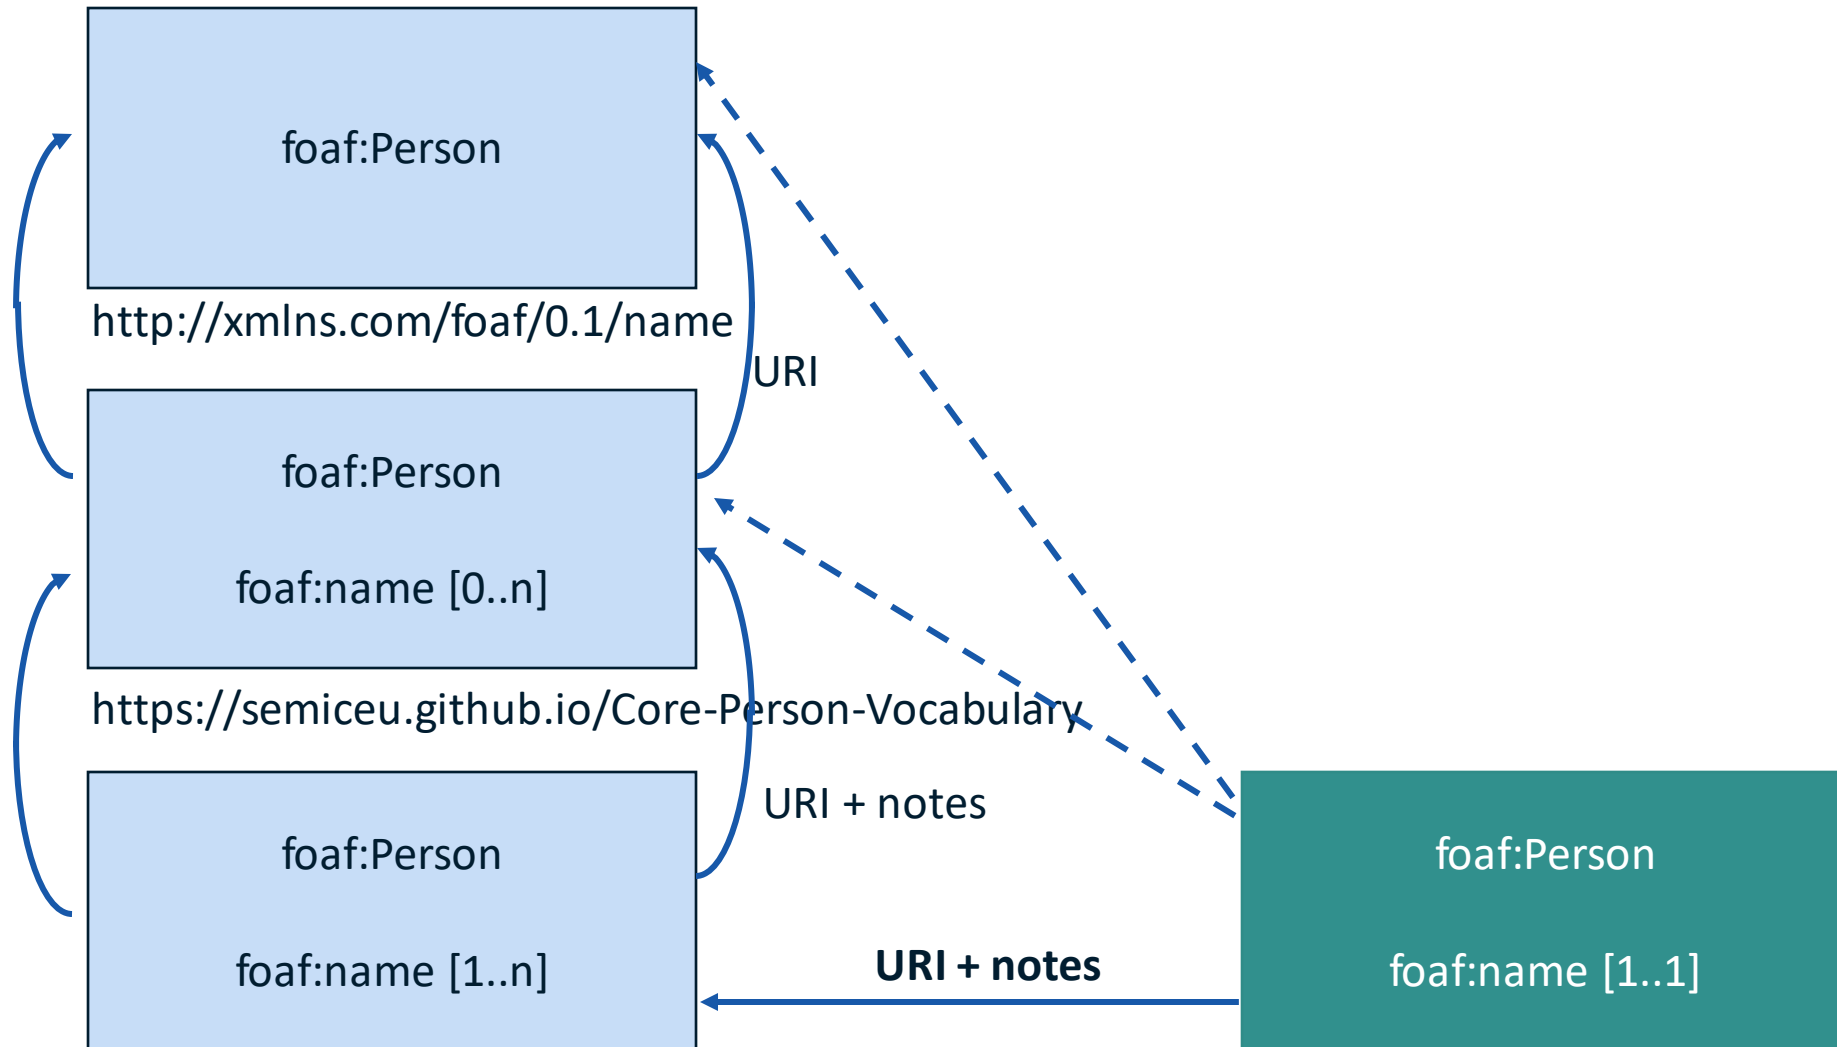 foaf:Person
http://xmlns.com/foaf/0.1/name
URI
foaf:Person
foaf:name [0..n]
https://semiceu.github.io/Core-Person-Vocabulary
URI + notes
foaf:Person
foaf:name [1..n]
URI + notes
foaf:Person
foaf:name [1..1]